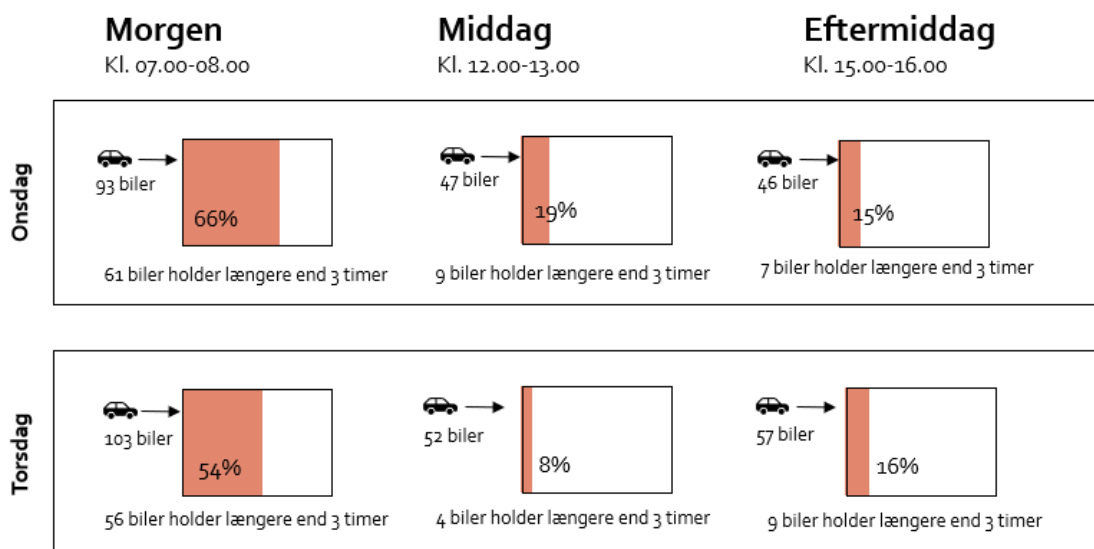 Morgen
Kl. 07.00-08.00
Middag
Kl. 12.00-13.00
Eftermiddag
Kl. 15.00-16.00
Onsdag
93 biler
66%
61 biler holder længere end 3 timer
47 biler
19%
9 biler holder længere end 3 timer
46 biler
15%
7 biler holder længere end 3 timer
Torsdag
103 biler
54%
56 biler holder længere end 3 timer
52 biler
8%
4 biler holder længere end 3 timer
57 biler
16%
9 biler holder længere end 3 timer